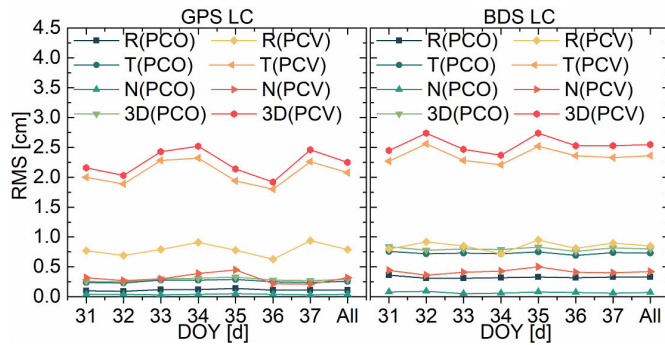 GPS LC
BDS LC
RMS [cm]
4.5
4.0
3.5
3.0
2.5
2.0
1.5
1.0
0.5
0.0
R(PCO) R(PCV)
T(PCO) T(PCV)
N(PCO) N(PCV)
3D(PCO) 3D(PCV)
R(PCO) R(PCV)
T(PCO) T(PCV)
N(PCO) N(PCV)
3D(PCO) 3D(PCV)
31 32 33 34 35 36 37 All
31 32 33 34 35 36 37 All
DOY [d]
DOY [d]